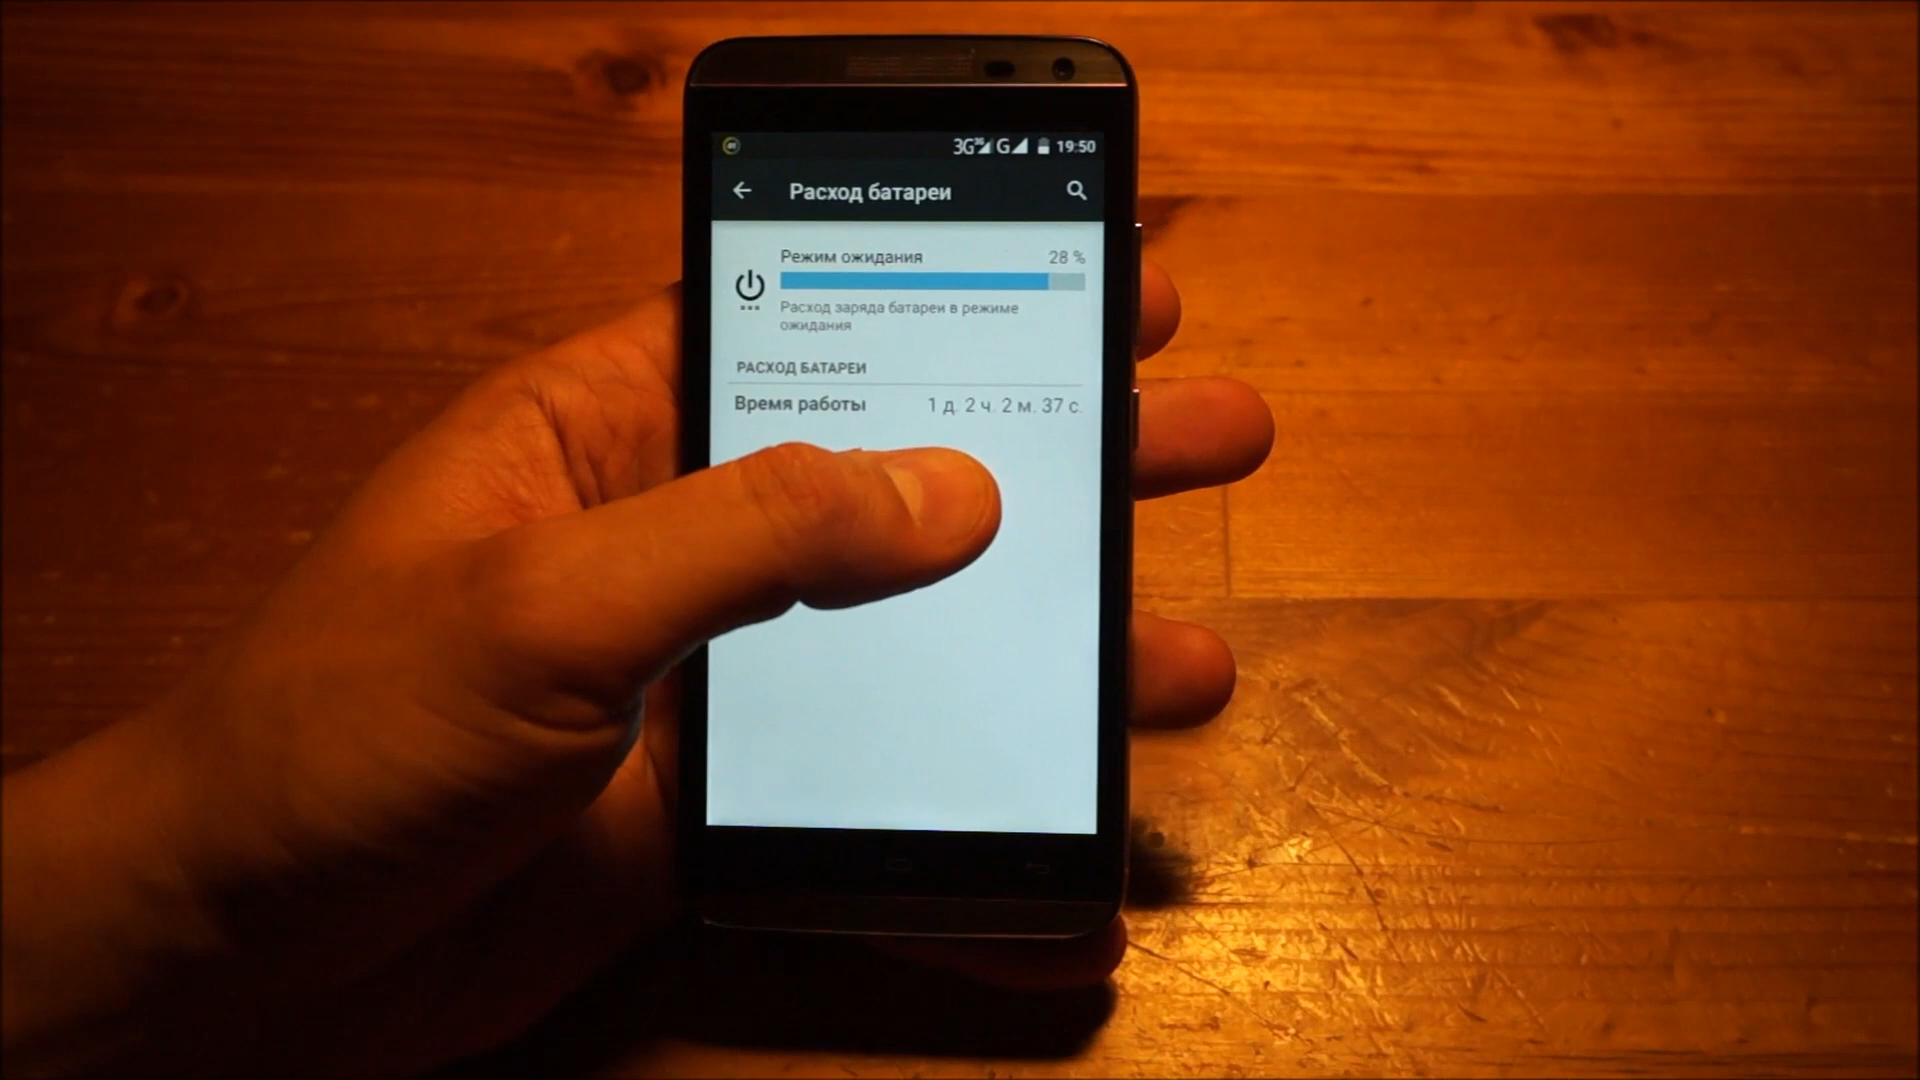 3G 3G G 19:50
Расход батареи
Режим ожидания 28 %
Расход заряда батареи в режиме
ожидания
РАСХОД БАТАРЕИ
Время работы 1 д. 2 ч. 2 м. 37 с.